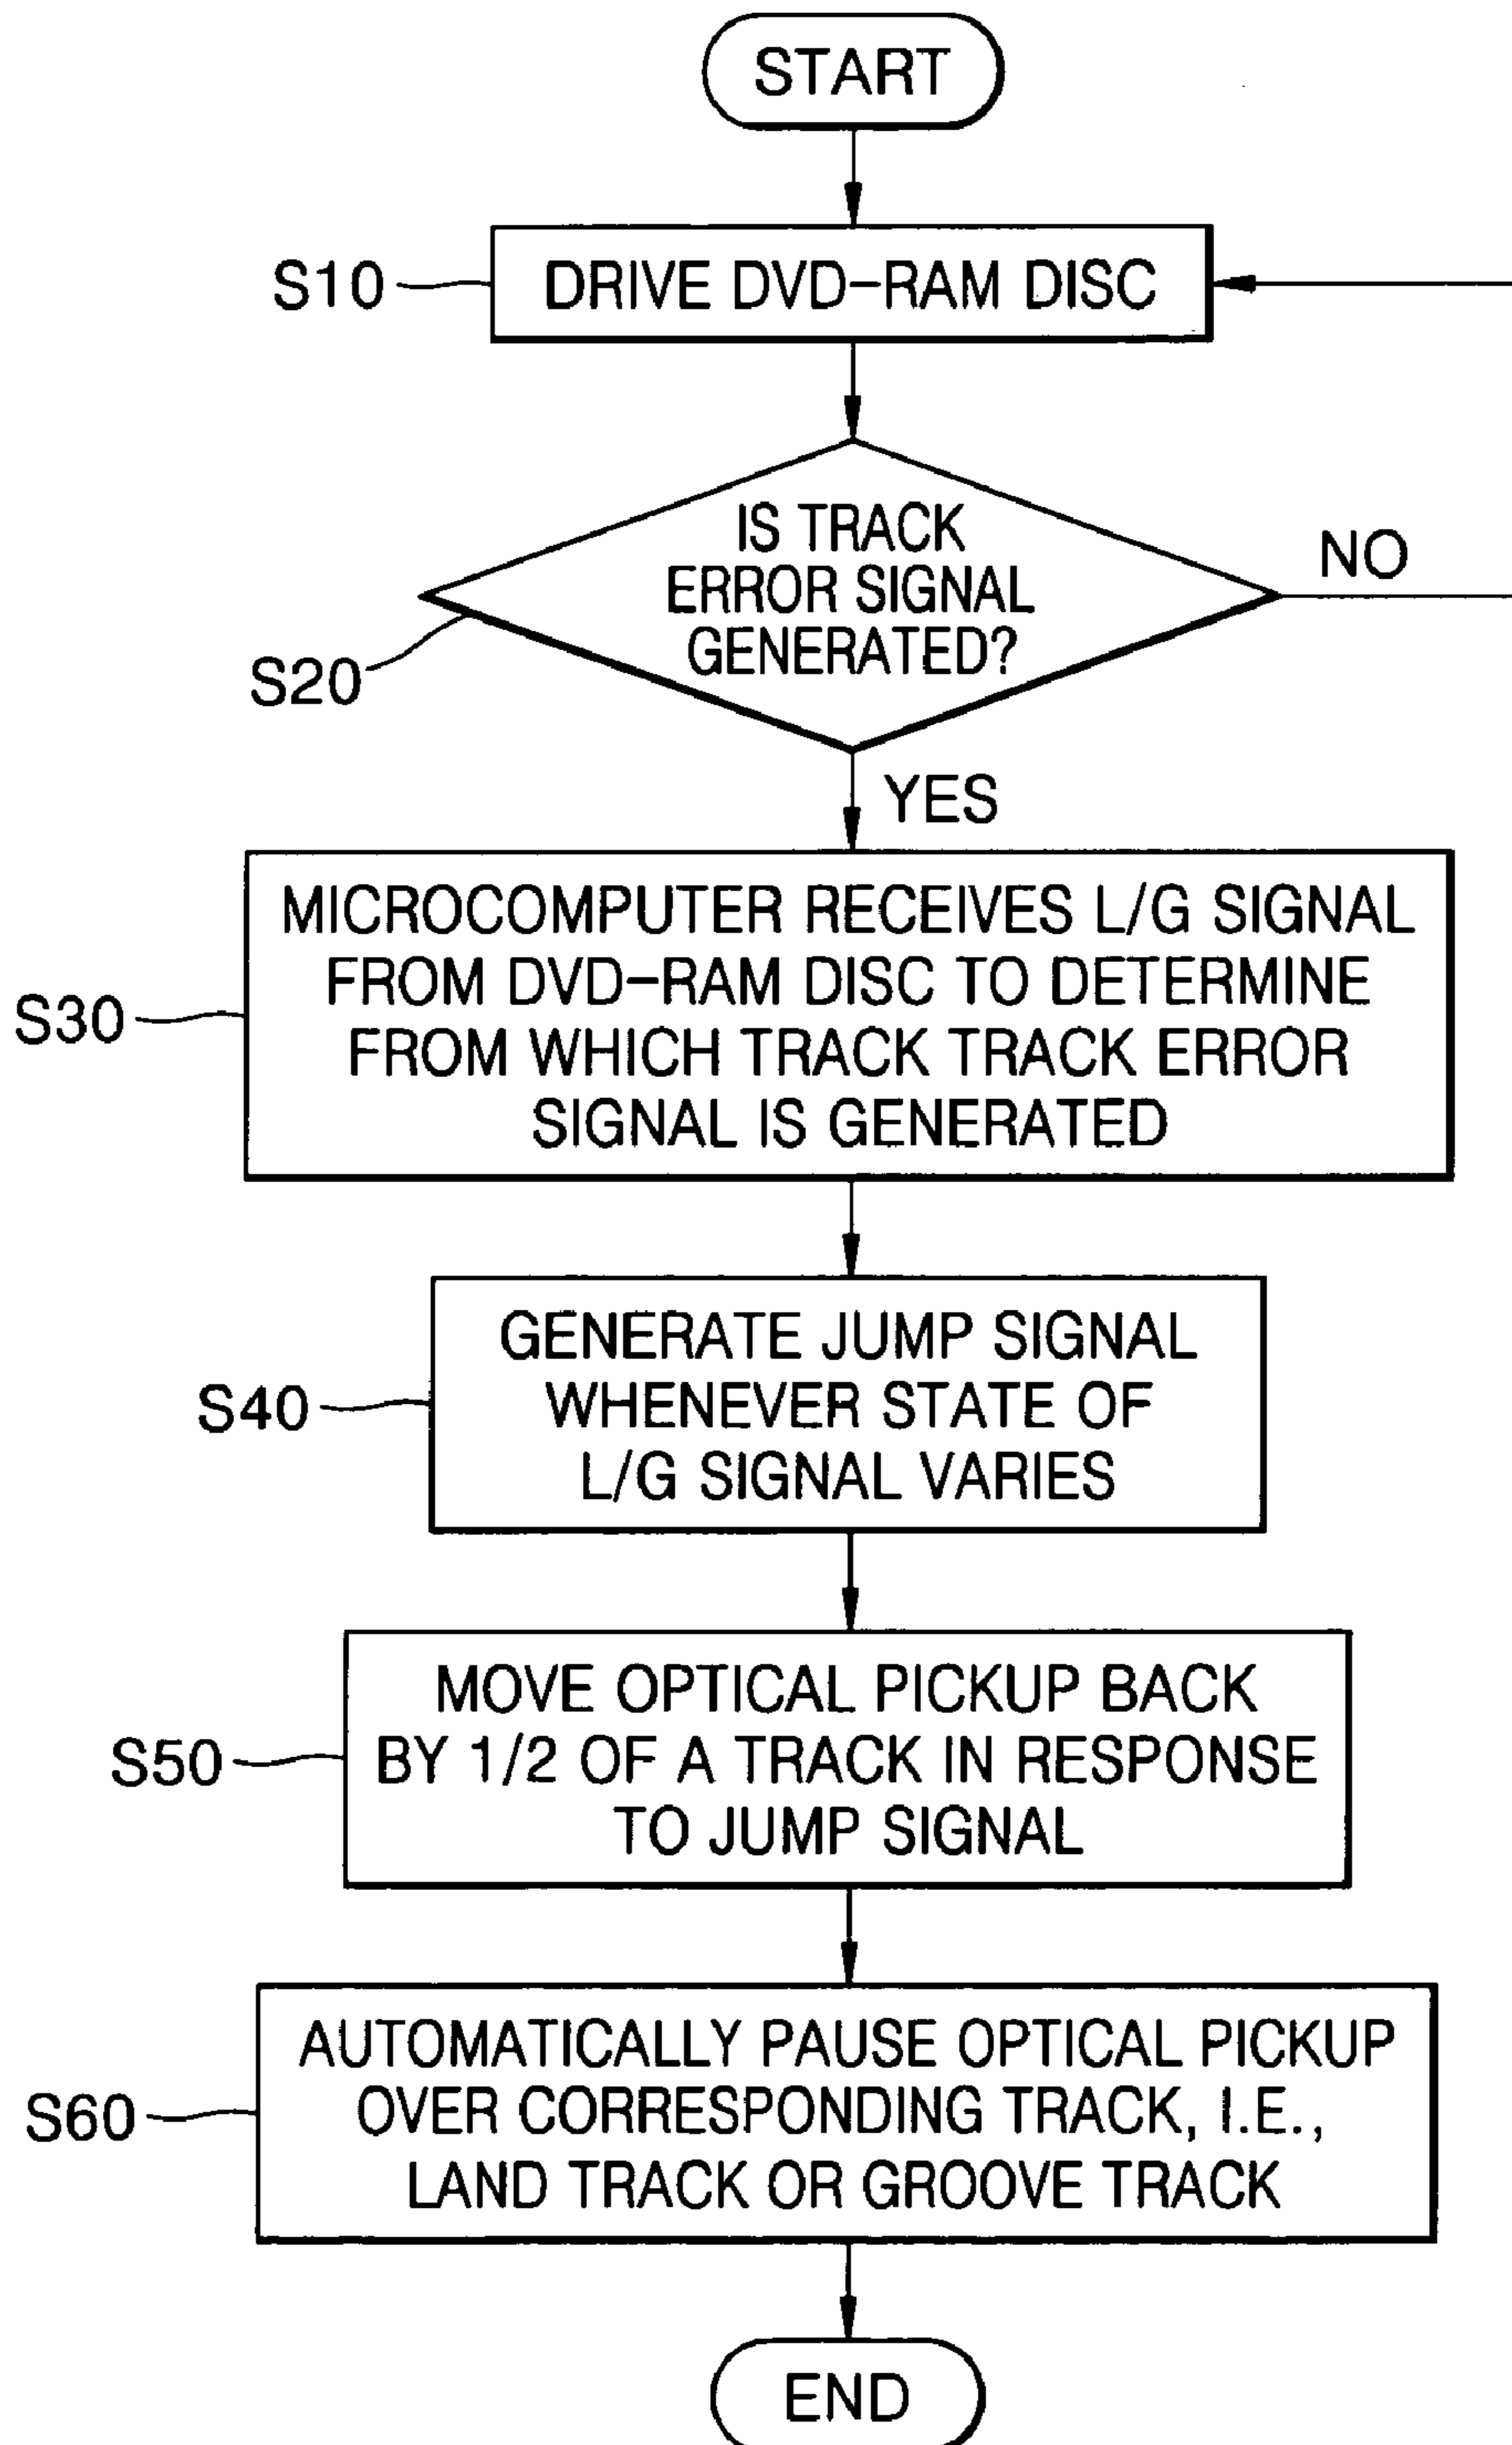 START
S10
DRIVE DVD-RAM DISC
IS TRACK
ERROR SIGNAL
GENERATED?
NO
S20
YES
S30
MICROCOMPUTER RECEIVES L/G SIGNAL
FROM DVD-RAM DISC TO DETERMINE
FROM WHICH TRACK TRACK ERROR
SIGNAL IS GENERATED
S40
GENERATE JUMP SIGNAL
WHENEVER STATE OF
L/G SIGNAL VARIES
S50
MOVE OPTICAL PICKUP BACK
BY 1/2 OF A TRACK IN RESPONSE
TO JUMP SIGNAL
S60
AUTOMATICALLY PAUSE OPTICAL PICKUP
OVER CORRESPONDING TRACK, I.E.,
LAND TRACK OR GROOVE TRACK
END